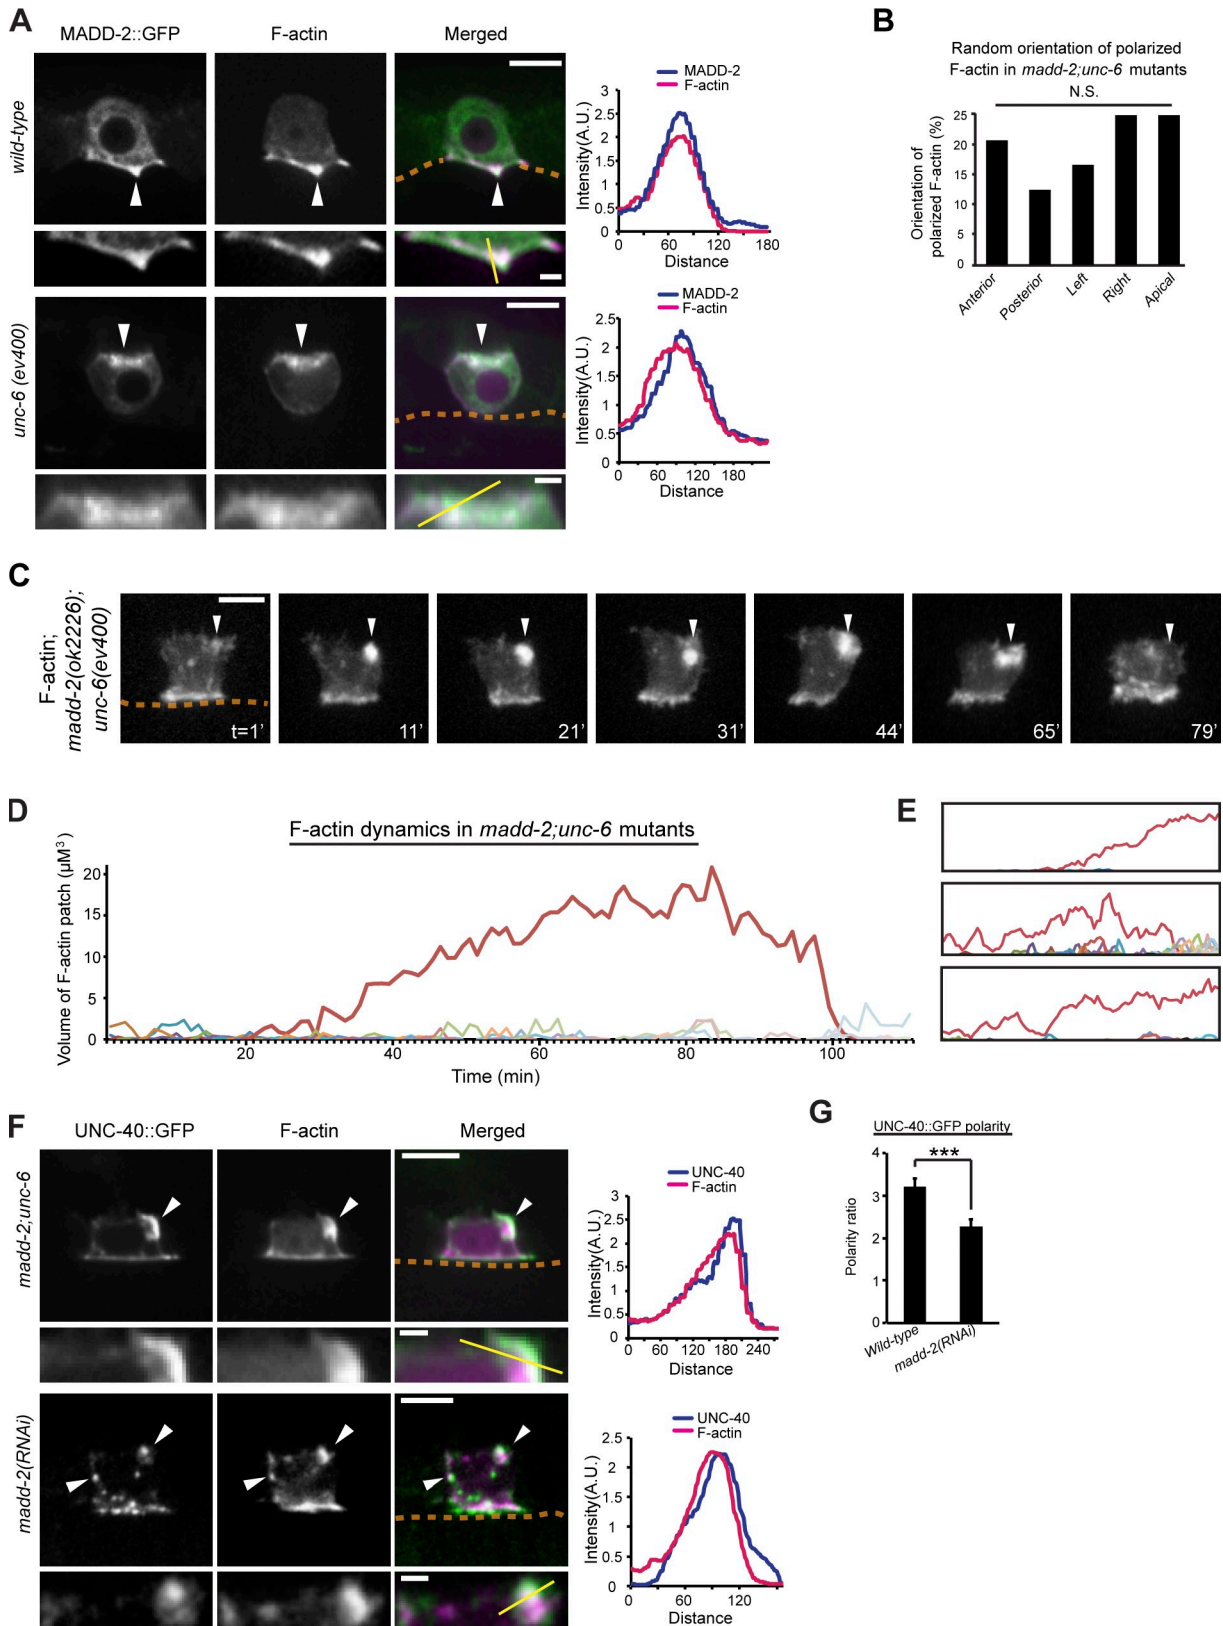 A
MADD-2::GFP
F-actin
Merged
wild-type
unc-6 (ev400)
MADD-2
F-actin
Intensity(A.U.)
3
2.5
2
1.5
1
0.5
0
0 60 120 180
Distance
MADD-2
F-actin
Intensity(A.U.)
2.5
2
1.5
1
0.5
0
0 60 120 180
Distance
B
Random orientation of polarized
F-actin in madd-2;unc-6 mutants
N.S.
Orientation of
polarized F-actin (%)
25
20
15
10
5
0
Anterior
Posterior
Left
Right
Apical
C
F-actin;
madd-2(ok2226);
unc-6(ev400)
t=1’
11’
21’
31’
44’
65’
79’
D
F-actin dynamics in madd-2;unc-6 mutants
Volume of F-actin patch (µM³)
20
15
10
5
0
20 40 60 80 100
Time (min)
E
F
UNC-40::GFP
F-actin
Merged
madd-2;unc-6
madd-2(RNAi)
UNC-40
F-actin
Intensity(A.U.)
3
2.5
2
1.5
1
0.5
0
0 60 120 180 240
Distance
UNC-40
F-actin
Intensity(A.U.)
2.5
2
1.5
1
0.5
0
0 60 120
Distance
G
UNC-40::GFP polarity
***
Polarity ratio
4
3
2
1
0
Wild-type
madd-2(RNAi)